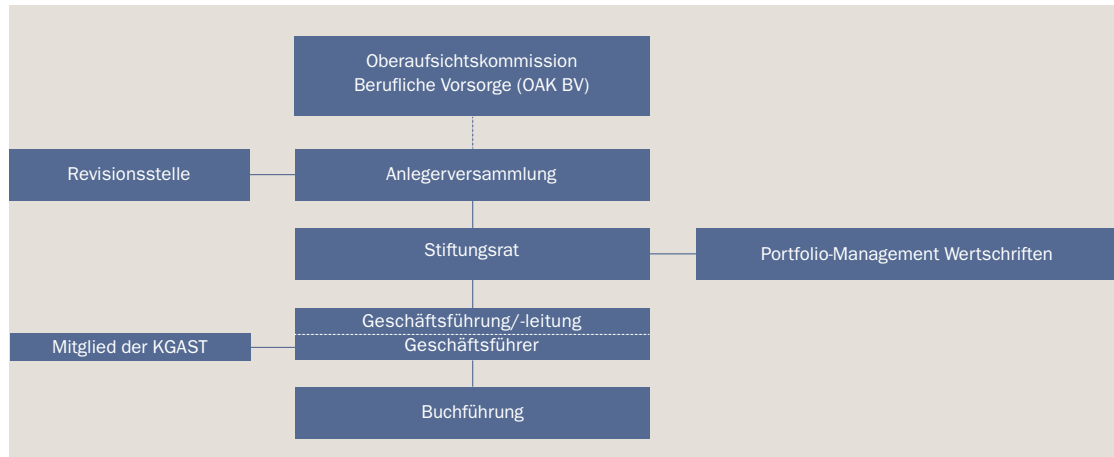 Oberaufsichtskommission
Berufliche Vorsorge (OAK BV)
Revisionsstelle
Anlegerversammlung
Stiftungsrat
Portfolio-Management Wertschriften
Geschäftsführung/-leitung
Mitglied der KGAST
Geschäftsführer
Buchführung